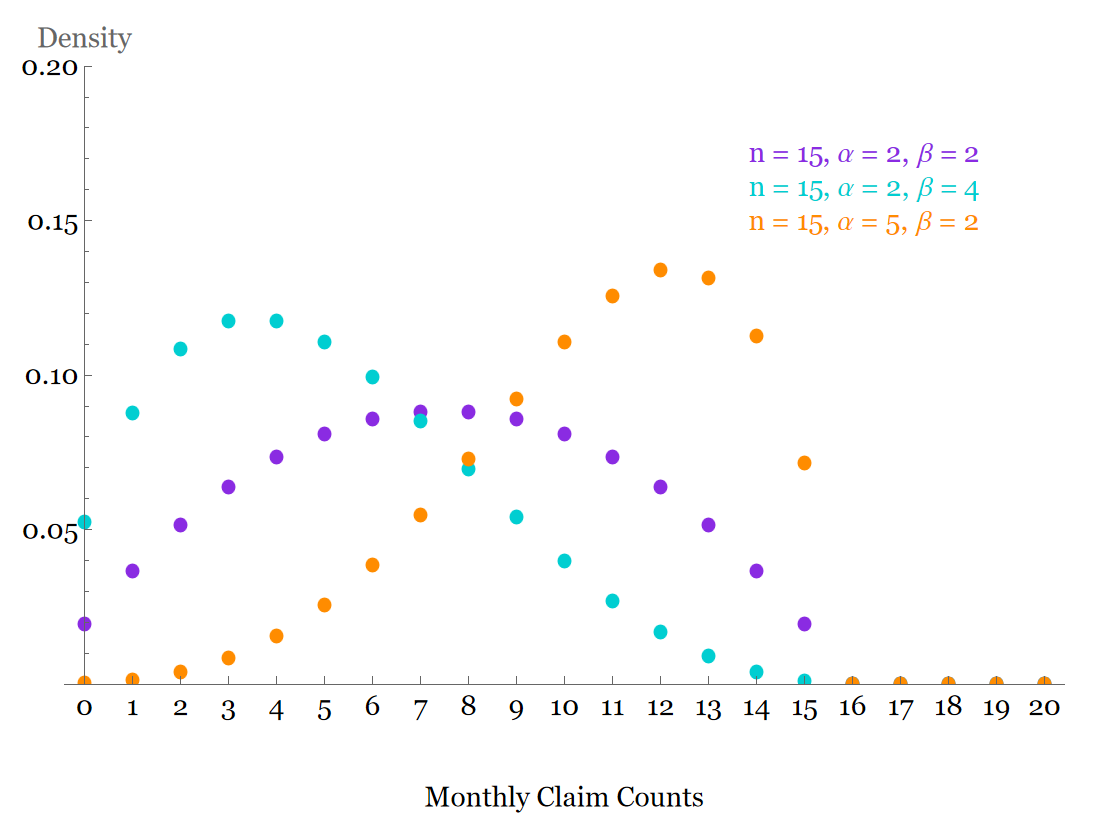 Density
0.20
n = 15, α = 2, β = 2
n = 15, α = 2, β = 4
n = 15, α = 5, β = 2
0.15
0.10
0.05
0 1 2 3 4 5 6 7 8 9 10 11 12 13 14 15 16 17 18 19 20
Monthly Claim Counts